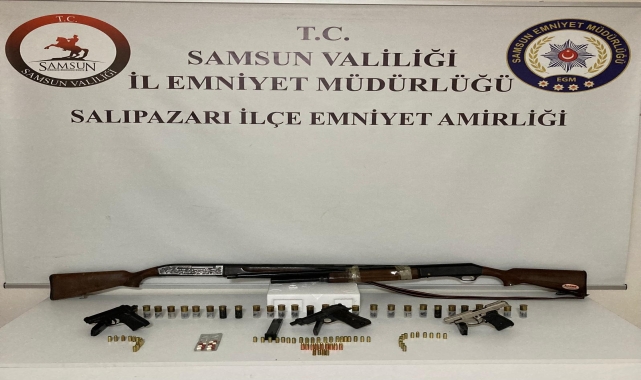 T.C.
SAMSUN
SAMSUN VALİLİĞİ
T.C.
SAMSUN VALİLİĞİ
İL EMNİYET MÜDÜRLÜĞÜ
SALIPAZARI İLÇE EMNİYET AMİRLİĞİ
SAMSUN EMNİYET MÜDÜRLÜĞÜ
EGM